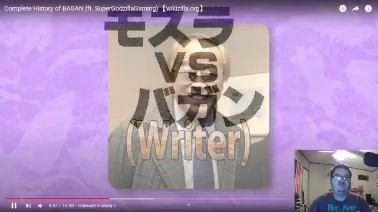 Complete History of BAGAN (ft. SuperGodzillaGaming) 【wikizilla.org】
モスラ
VS
バガン
(Writer)